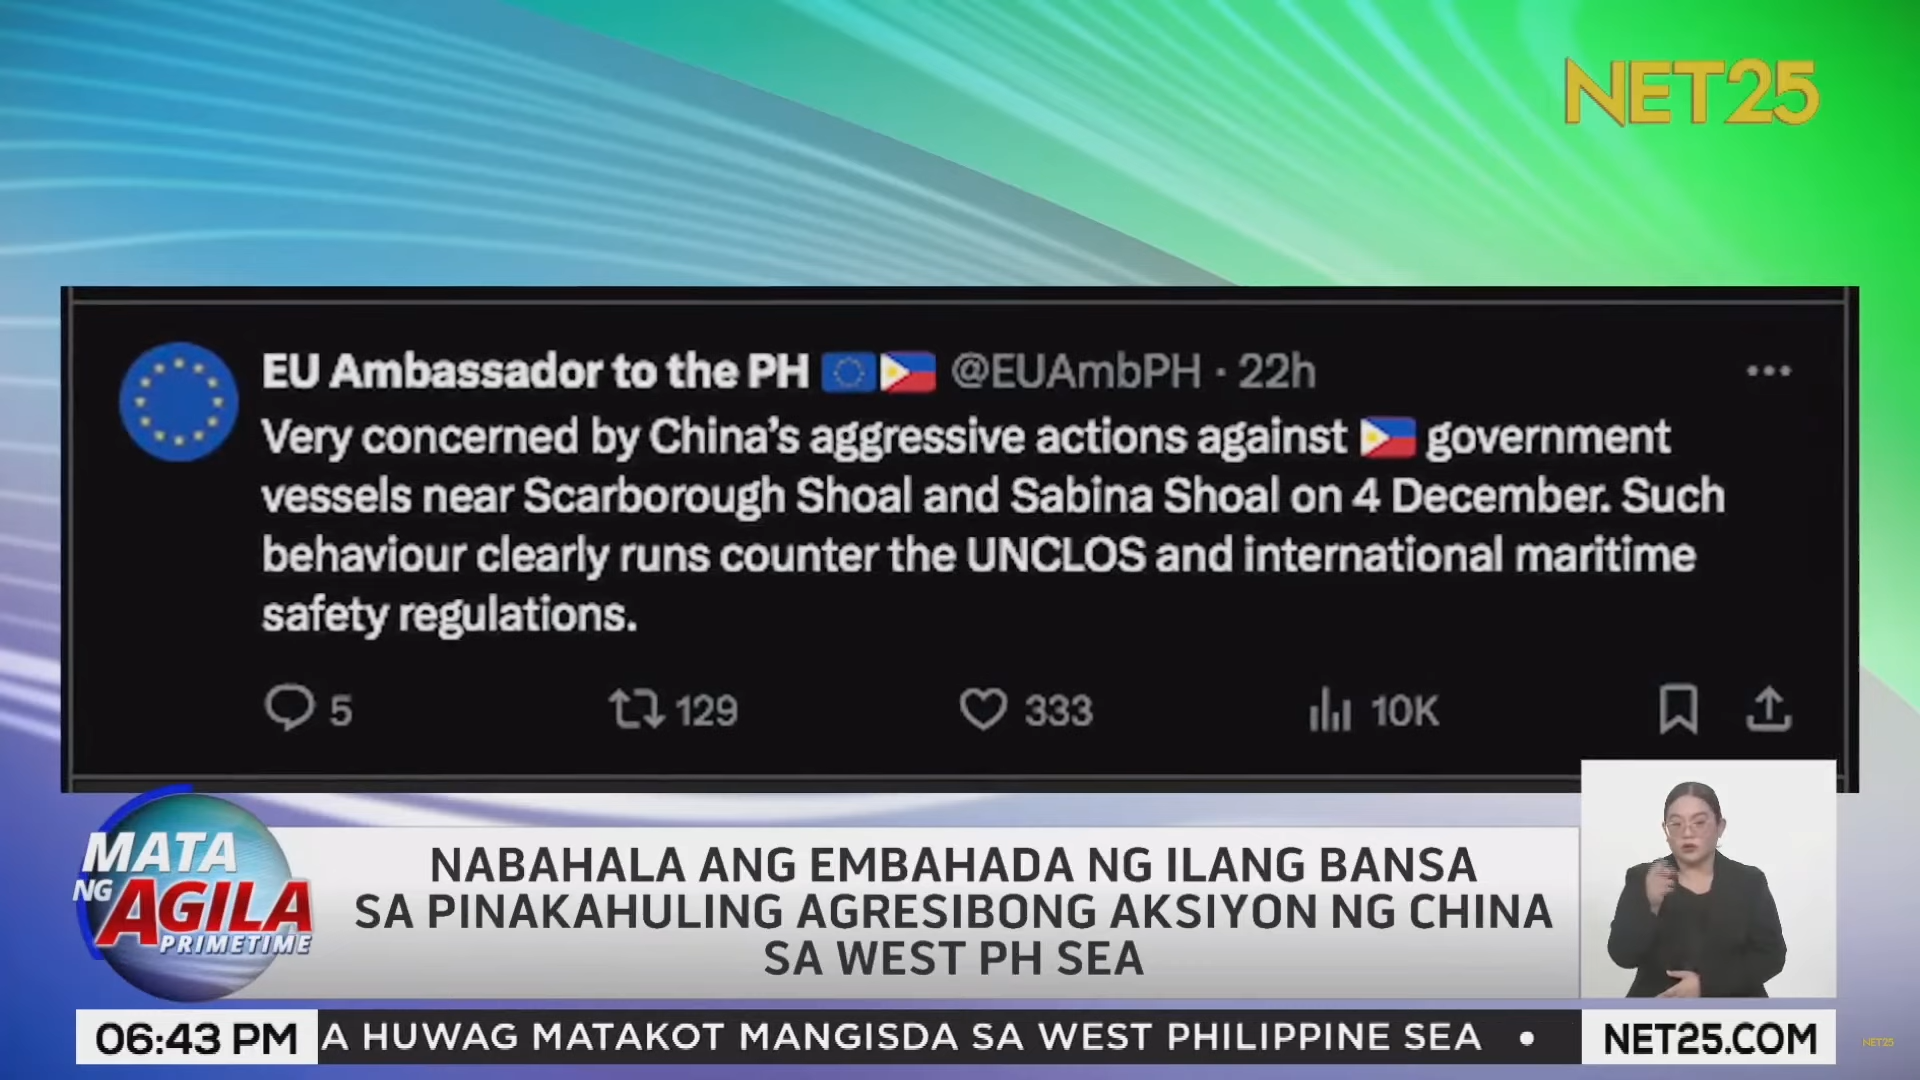 NET25
EU Ambassador to the PH 🇪🇺🇵🇭 @EUAmbPH · 22h
Very concerned by China's aggressive actions against 🇵🇭 government
vessels near Scarborough Shoal and Sabina Shoal on 4 December. Such
behaviour clearly runs counter the UNCLOS and international maritime
safety regulations.
5 129 333 10K
MATA
NG AGILA
PRIMETIME
NABAHALA ANG EMBAHADA NG ILANG BANSA
SA PINAKAHULING AGRESIBONG AKSIYON NG CHINA
SA WEST PH SEA
06:43 PM A HUWAG MATAKOT MANGISDA SA WEST PHILIPPINE SEA • NET25.COM
NET25